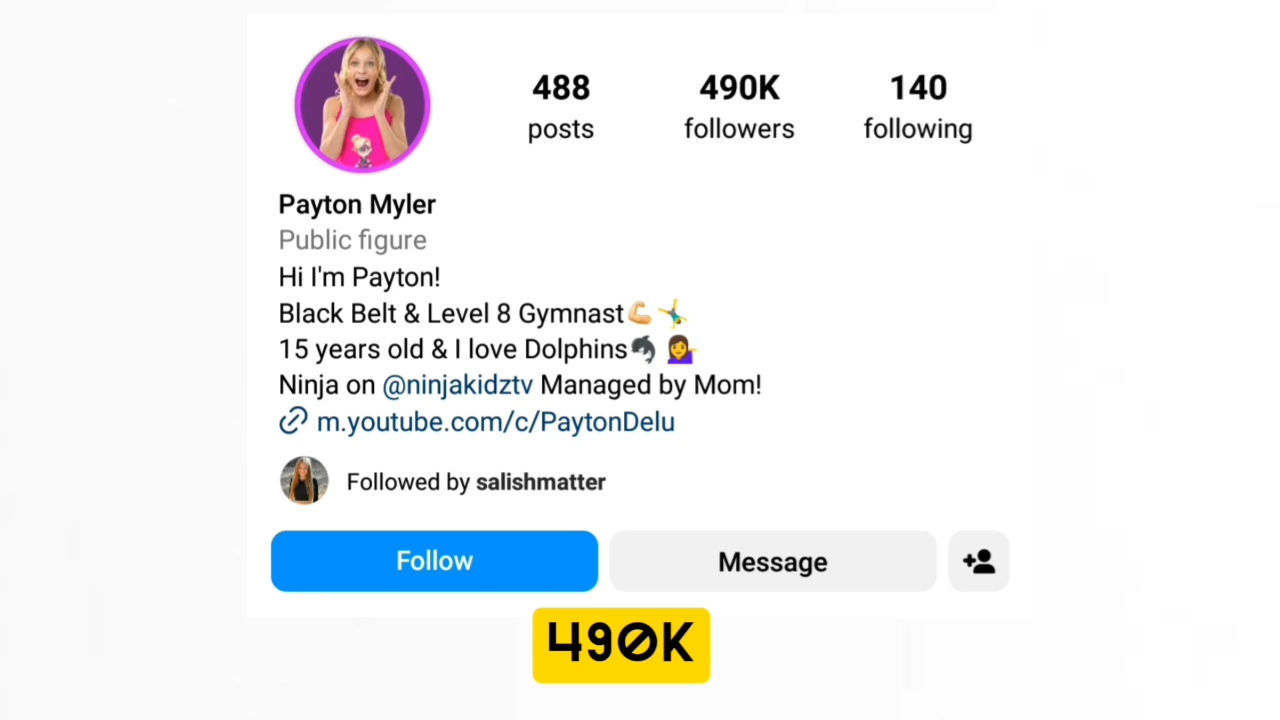 488 490K 140
posts followers following
Payton Myler
Public figure
Hi I'm Payton!
Black Belt & Level 8 Gymnast💪🏼🤸‍♂️
15 years old & I love Dolphins🐬💁‍♀️
Ninja on @ninjakidztv Managed by Mom!
m.youtube.com/c/PaytonDelu
Followed by salishmatter
Follow Message
490K